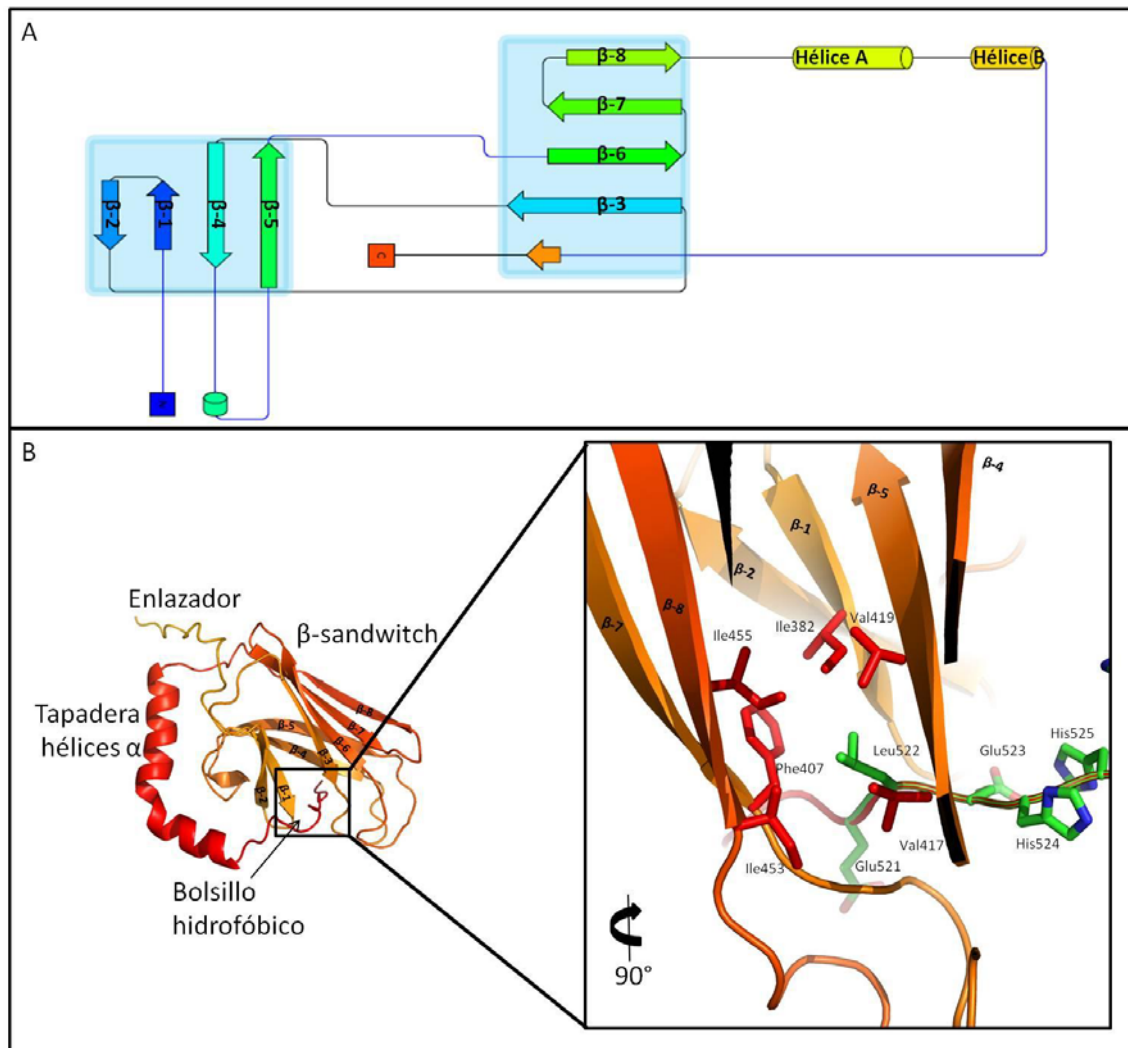 A
β-8
Hélice A
Hélice B
β-7
β-6
β-3
β-2
β-1
β-4
β-5
C
N
B
Enlazador
β-sandwitch
Tapadera
hélices α
β-8
β-7
β-6
β-5
β-4
β-3
β-2
β-1
Bolsillo
hidrofóbico
β-4
β-5
β-1
β-2
β-8
β-7
Ile455
Ile382
Val419
Phe407
Leu522
Glu523
His525
Ile453
Glu521
Val417
His524
90°